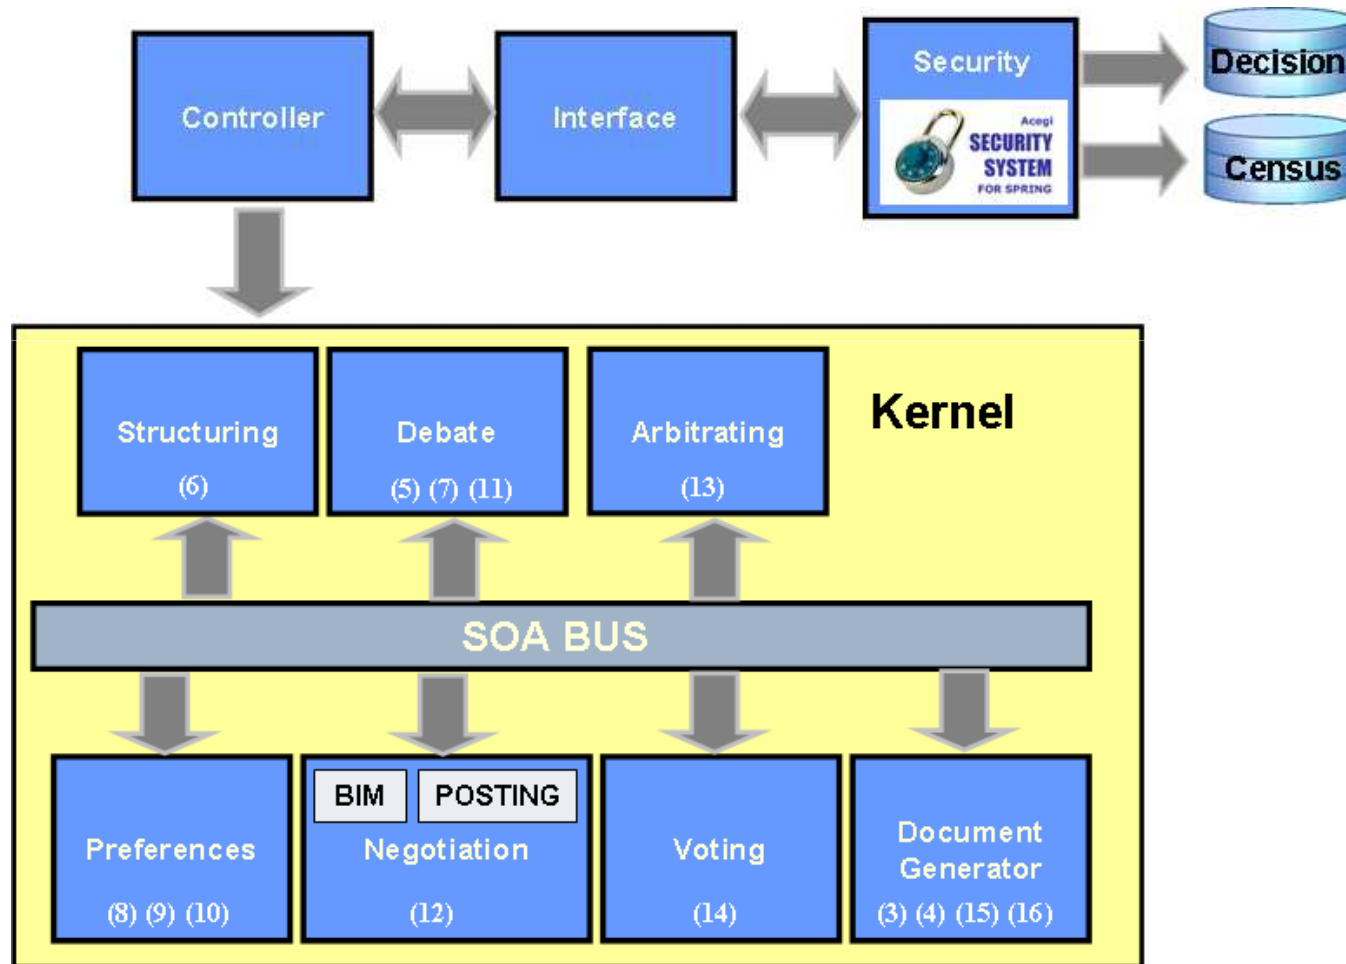 Controller
Interface
Security
Acegi
SECURITY
SYSTEM
FOR SPRING
Decision
Census
Kernel
Structuring
(6)
Debate
(5) (7) (11)
Arbitrating
(13)
SOA BUS
BIM
POSTING
Preferences
(8) (9) (10)
Negotiation
(12)
Voting
(14)
Document
Generator
(3) (4) (15) (16)